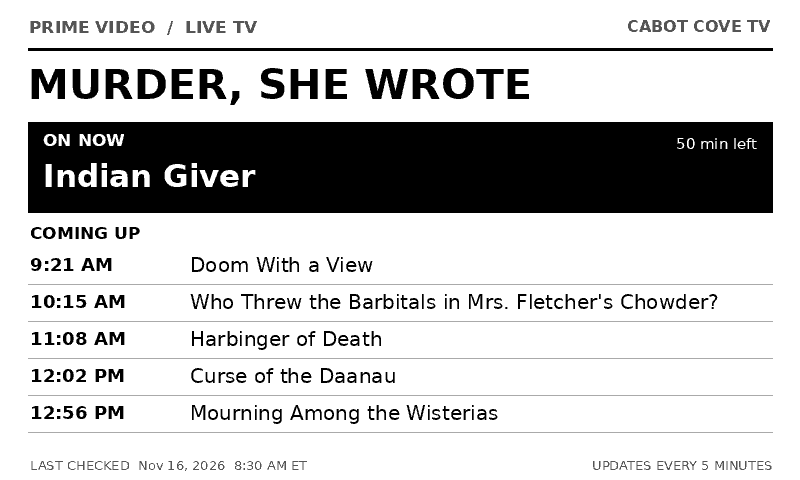 PRIME VIDEO / LIVE TV
CABOT COVE TV
MURDER, SHE WROTE
ON NOW
50 min left
Indian Giver
COMING UP
9:21 AM Doom With a View
10:15 AM Who Threw the Barbitals in Mrs. Fletcher's Chowder?
11:08 AM Harbinger of Death
12:02 PM Curse of the Daanau
12:56 PM Mourning Among the Wisterias
LAST CHECKED Nov 16, 2026 8:30 AM ET
UPDATES EVERY 5 MINUTES